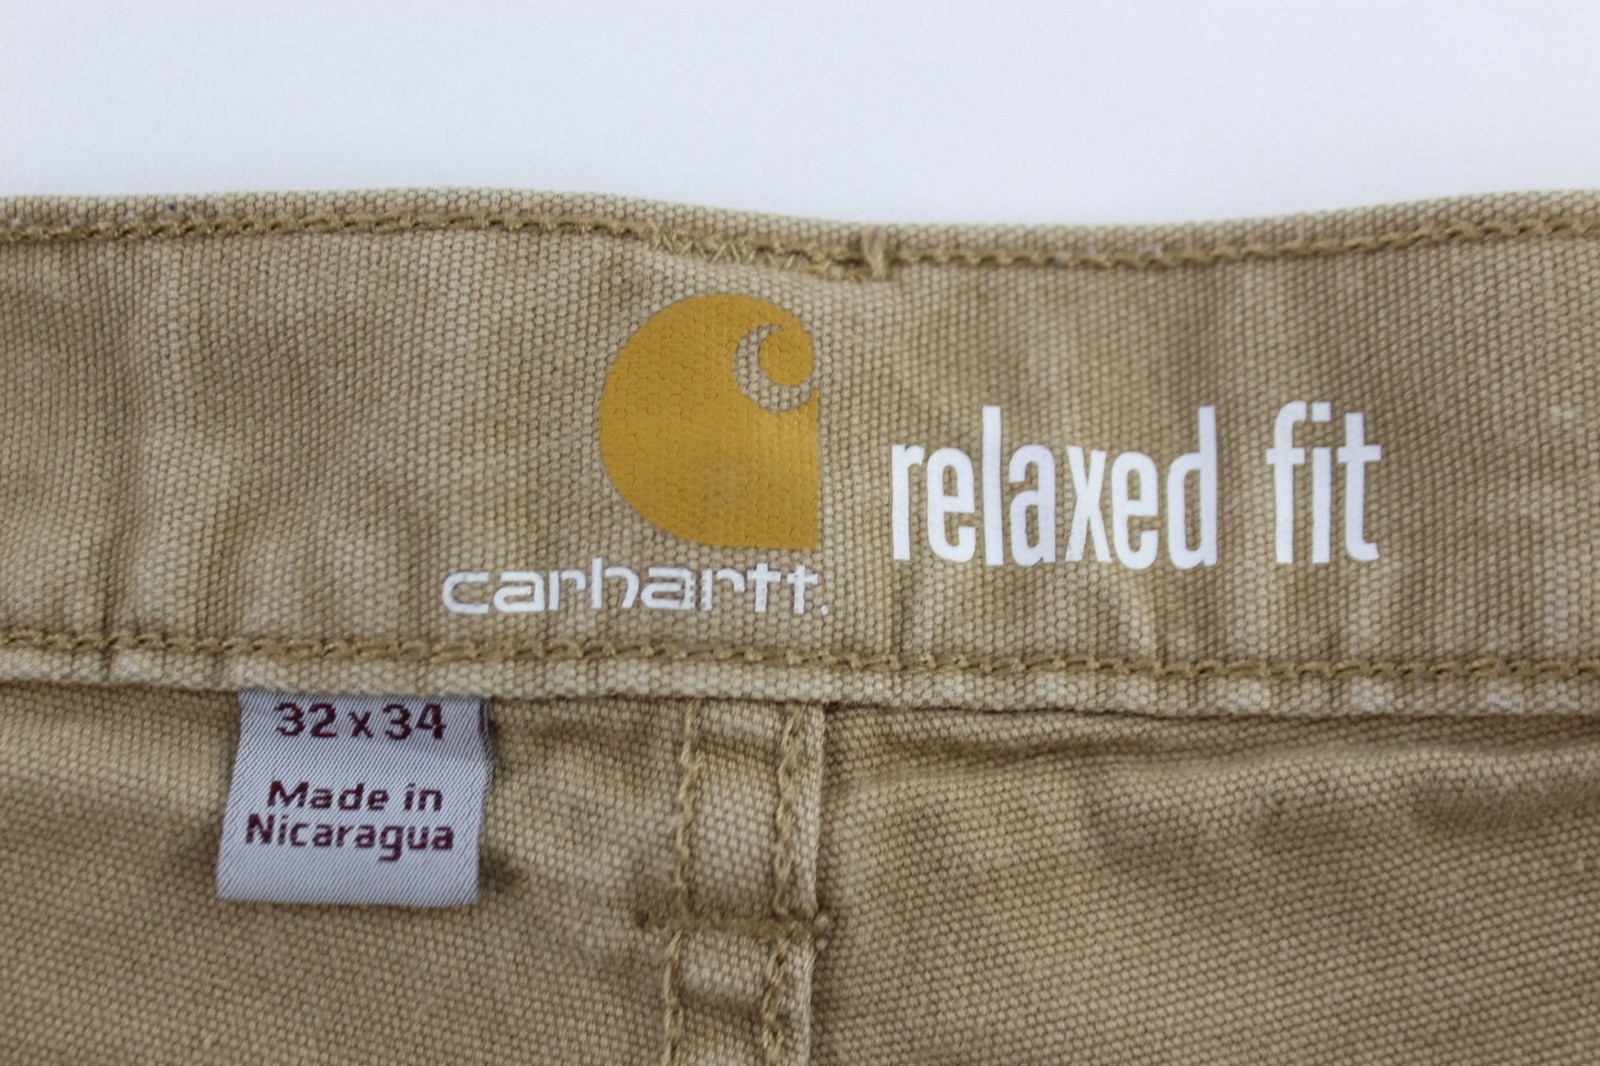 carhartt.
relaxed fit
32 x 34
Made in
Nicaragua